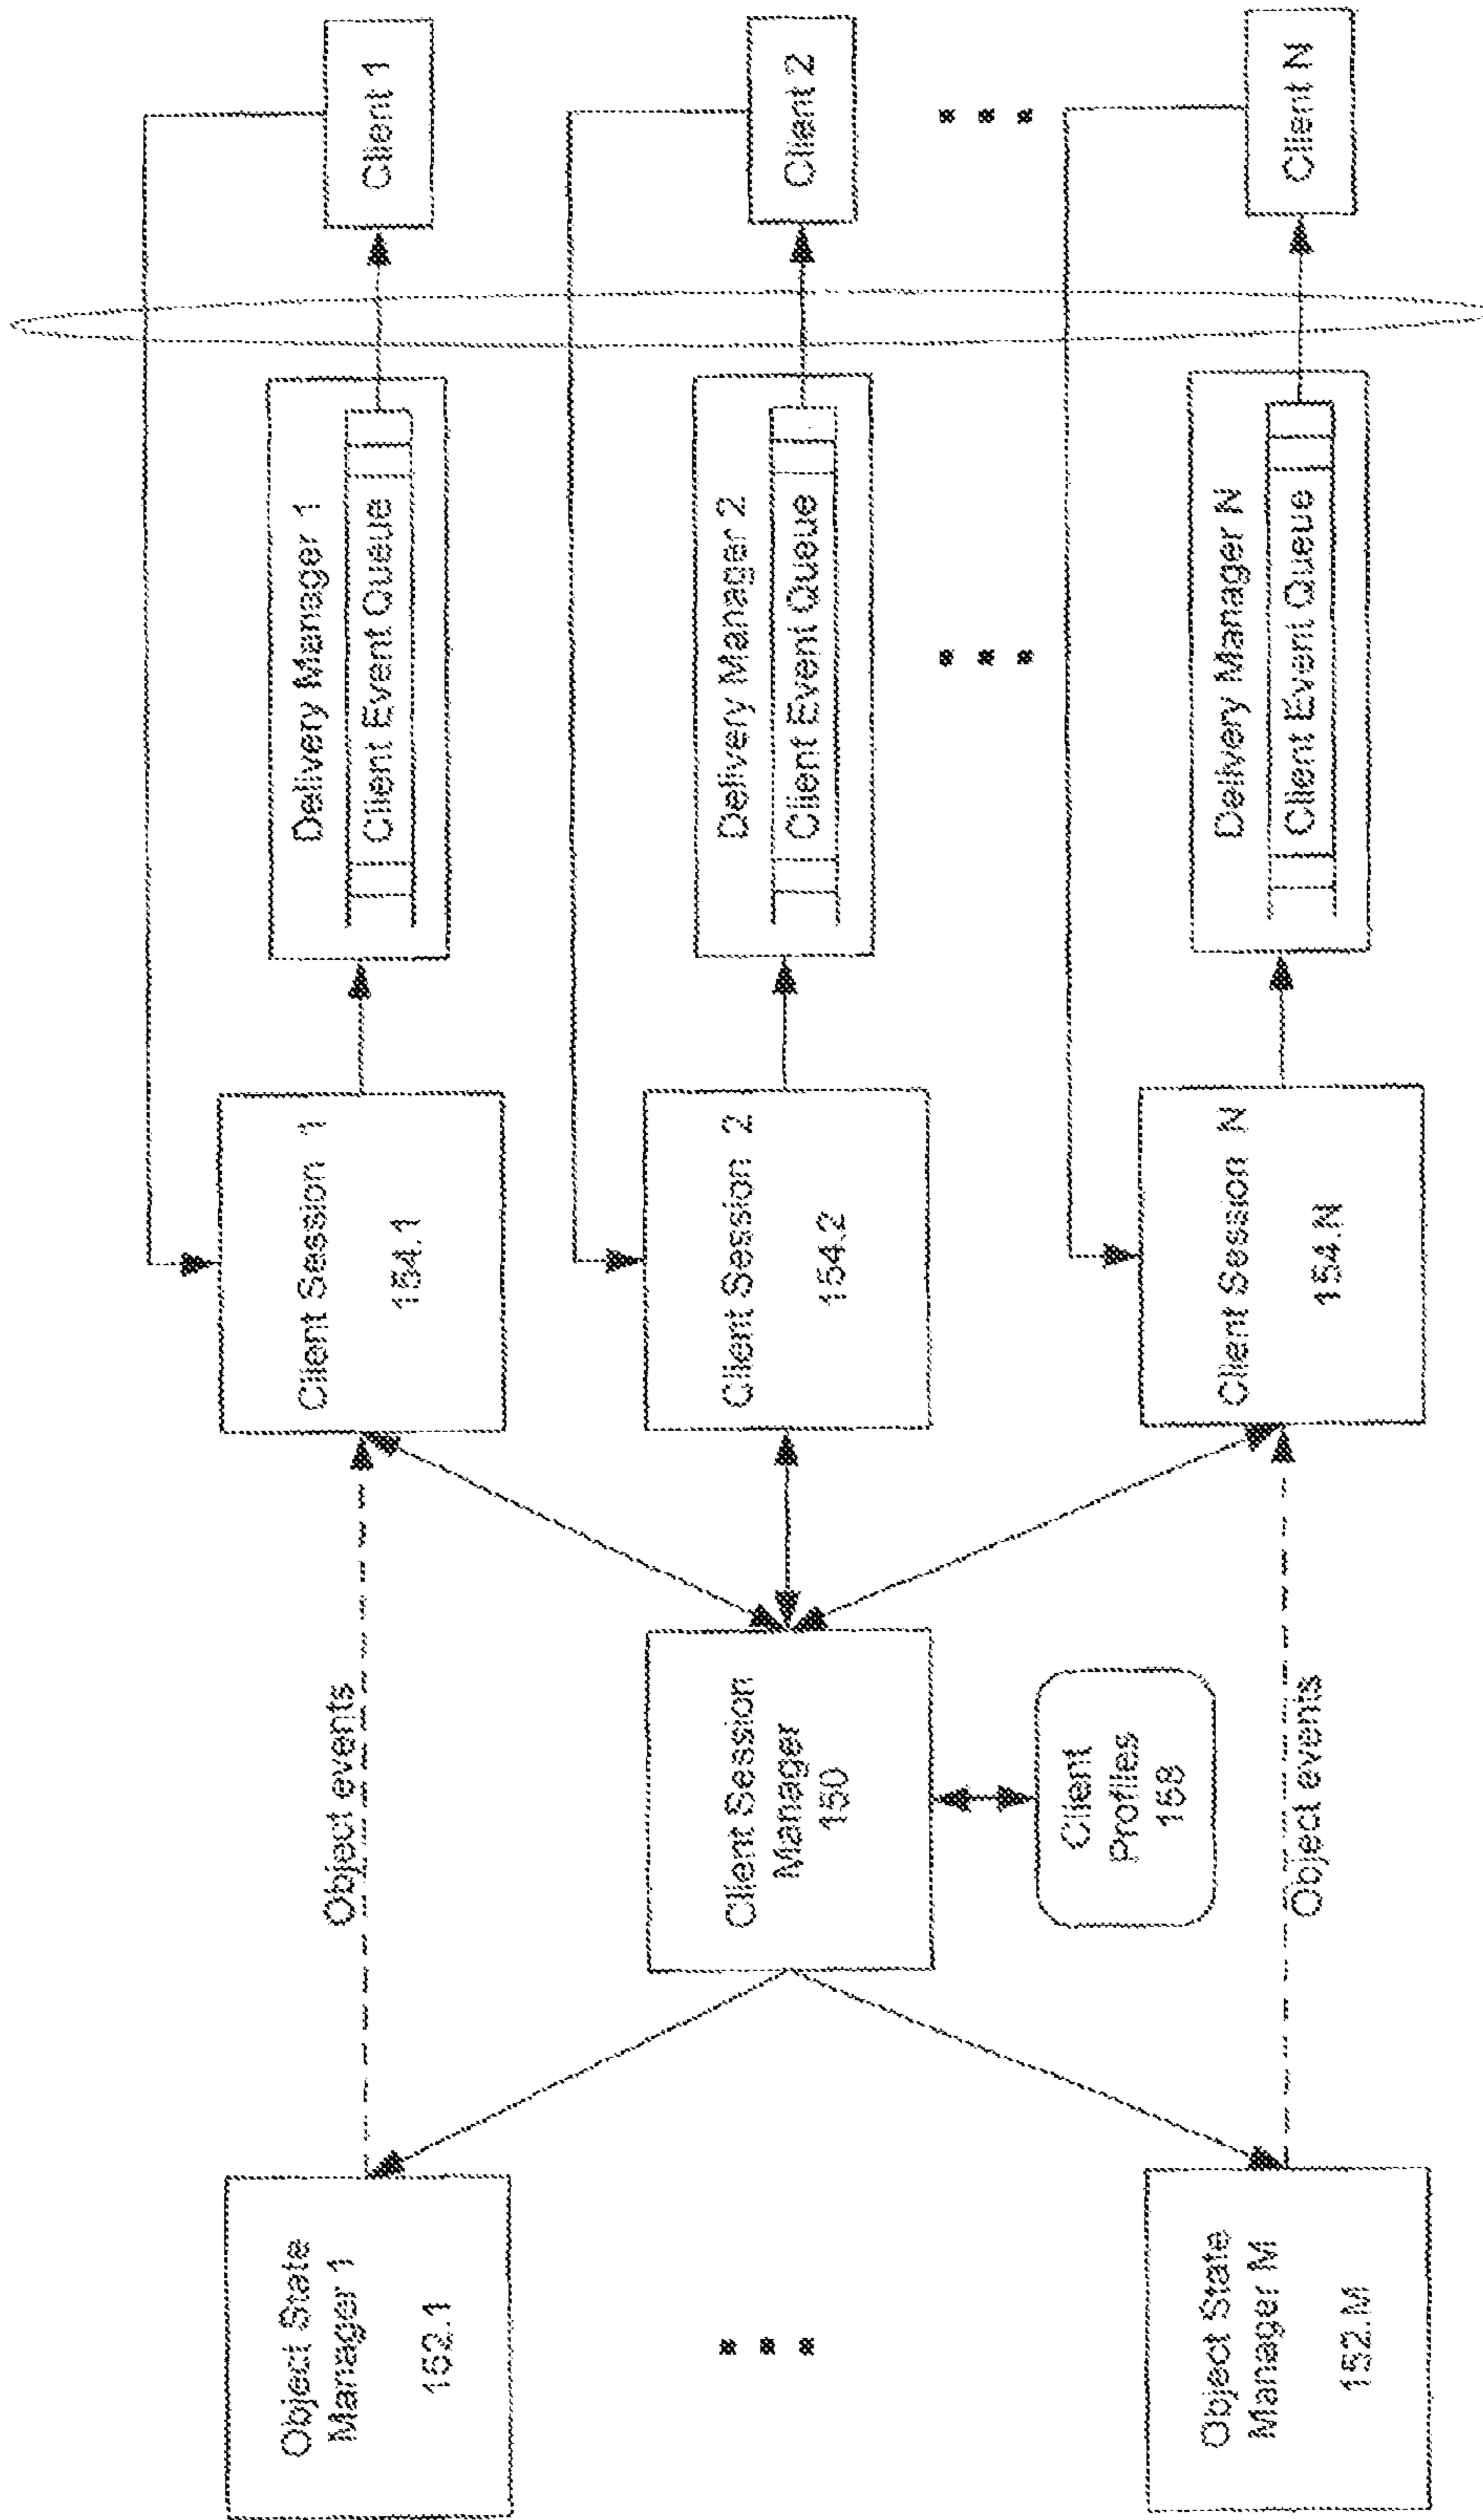 Object State
Manager 1
152.1
Object State
Manager M
152.M
Object events
Client Session
Manager
150
Client
Profiles
158
Object events
Client Session 1
154.1
Client Session 2
154.2
Client Session N
154.N
Delivery Manager 1
Client Event Queue
Delivery Manager 2
Client Event Queue
Delivery Manager N
Client Event Queue
Client 1
Client 2
Client N